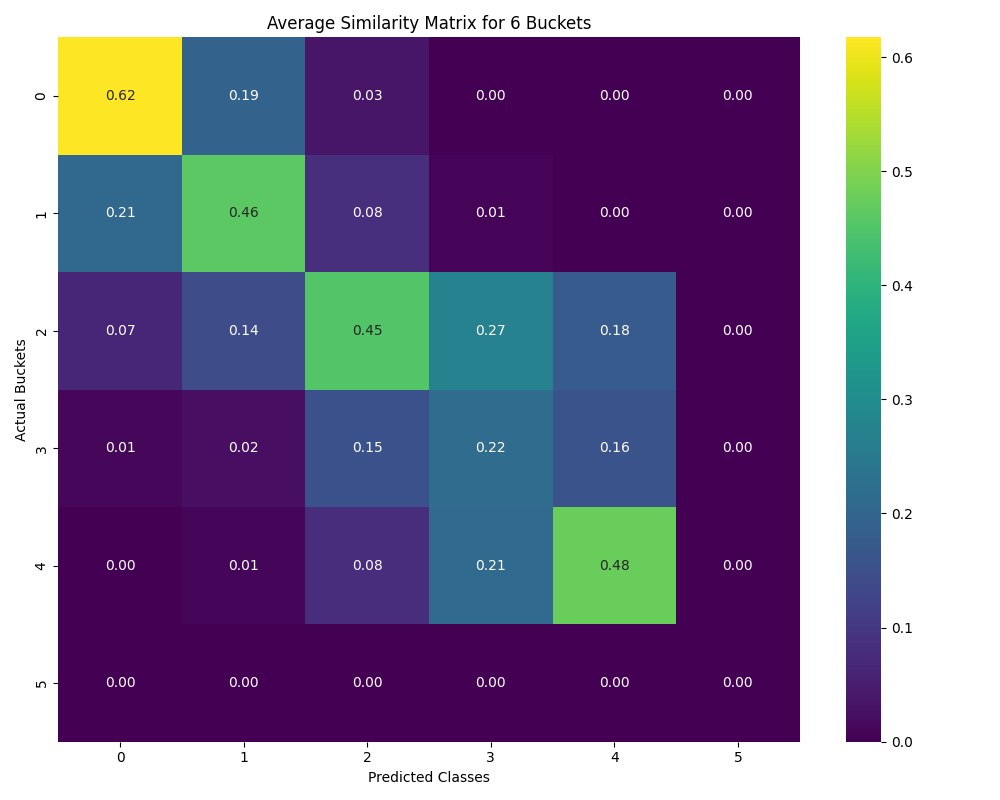 Average Similarity Matrix for 6 Buckets
0 0.62 0.19 0.03 0.00 0.00 0.00
1 0.21 0.46 0.08 0.01 0.00 0.00
2 0.07 0.14 0.45 0.27 0.18 0.00
3 0.01 0.02 0.15 0.22 0.16 0.00
4 0.00 0.01 0.08 0.21 0.48 0.00
5 0.00 0.00 0.00 0.00 0.00 0.00
0 1 2 3 4 5
Predicted Classes
Actual Buckets
0.6
0.5
0.4
0.3
0.2
0.1
0.0